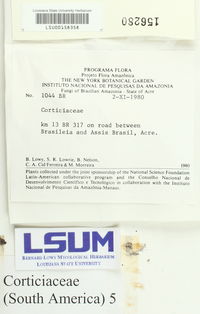 Louisiana State University Herbarium
LSU00158358
156280
PROGRAMA FLORA
Projeto Flora Amazônica
THE NEW YORK BOTANICAL GARDEN
INSTITUTO NACIONAL DE PESQUISAS DA AMAZONIA
Fungi of Brazilian Amazonia - State of Acre
No. 1044 BR 2-XI-1980
Corticiaceae
km 13 BR 317 on road between
Brasileia and Assis Brasil, Acre.
B. Lowy, S. R. Lowrie, B. Nelson,
C. A. Cid Ferreira & M. Moreira 1980
Plants collected under the joint sponsorship of the National Science Foundation
Latin-American collaborative program and the Conselho Nacional de
Desenvolvimento Científico e Tecnológico in collaboration with the Instituto
Nacional de Pesquisas da Amazônia-Manaus.
LSUM
BERNARD LOWY MYCOLOGICAL HERBARIUM
LOUISIANA STATE UNIVERSITY
Corticiaceae
(South America) 5